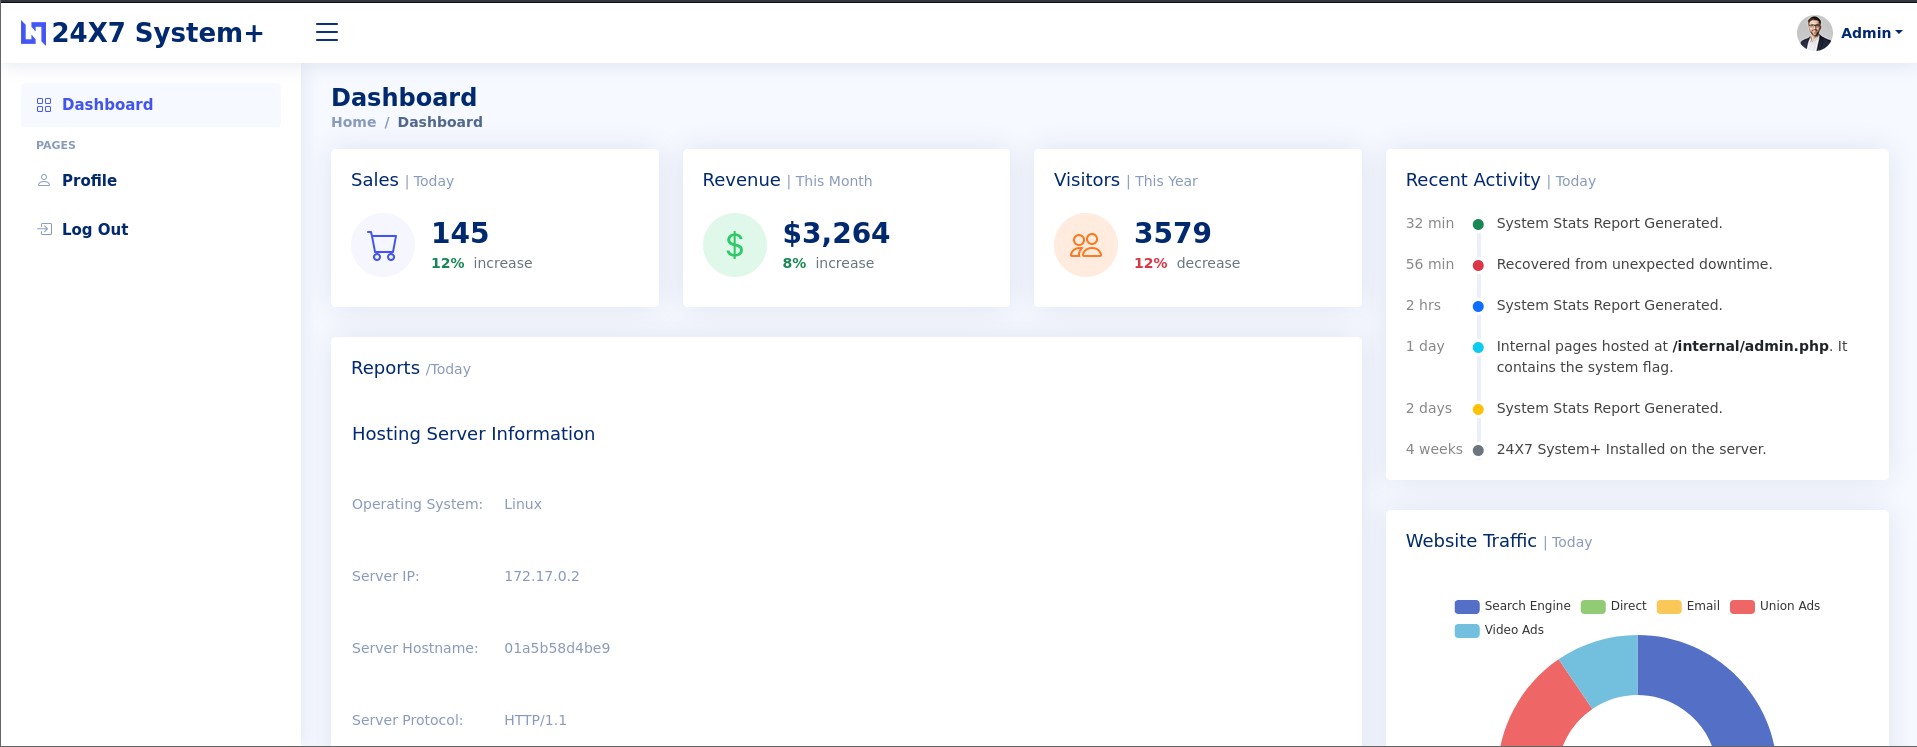 24X7 System+
Admin
Dashboard
PAGES
Profile
Log Out
Dashboard
Home / Dashboard
Sales | Today
145
12% increase
Revenue | This Month
$3,264
8% increase
Visitors | This Year
3579
12% decrease
Reports /Today
Hosting Server Information
Operating System: Linux
Server IP: 172.17.0.2
Server Hostname: 01a5b58d4be9
Server Protocol: HTTP/1.1
Recent Activity | Today
32 min System Stats Report Generated.
56 min Recovered from unexpected downtime.
2 hrs System Stats Report Generated.
1 day Internal pages hosted at /internal/admin.php. It
contains the system flag.
2 days System Stats Report Generated.
4 weeks 24X7 System+ Installed on the server.
Website Traffic | Today
Search Engine Direct Email Union Ads
Video Ads